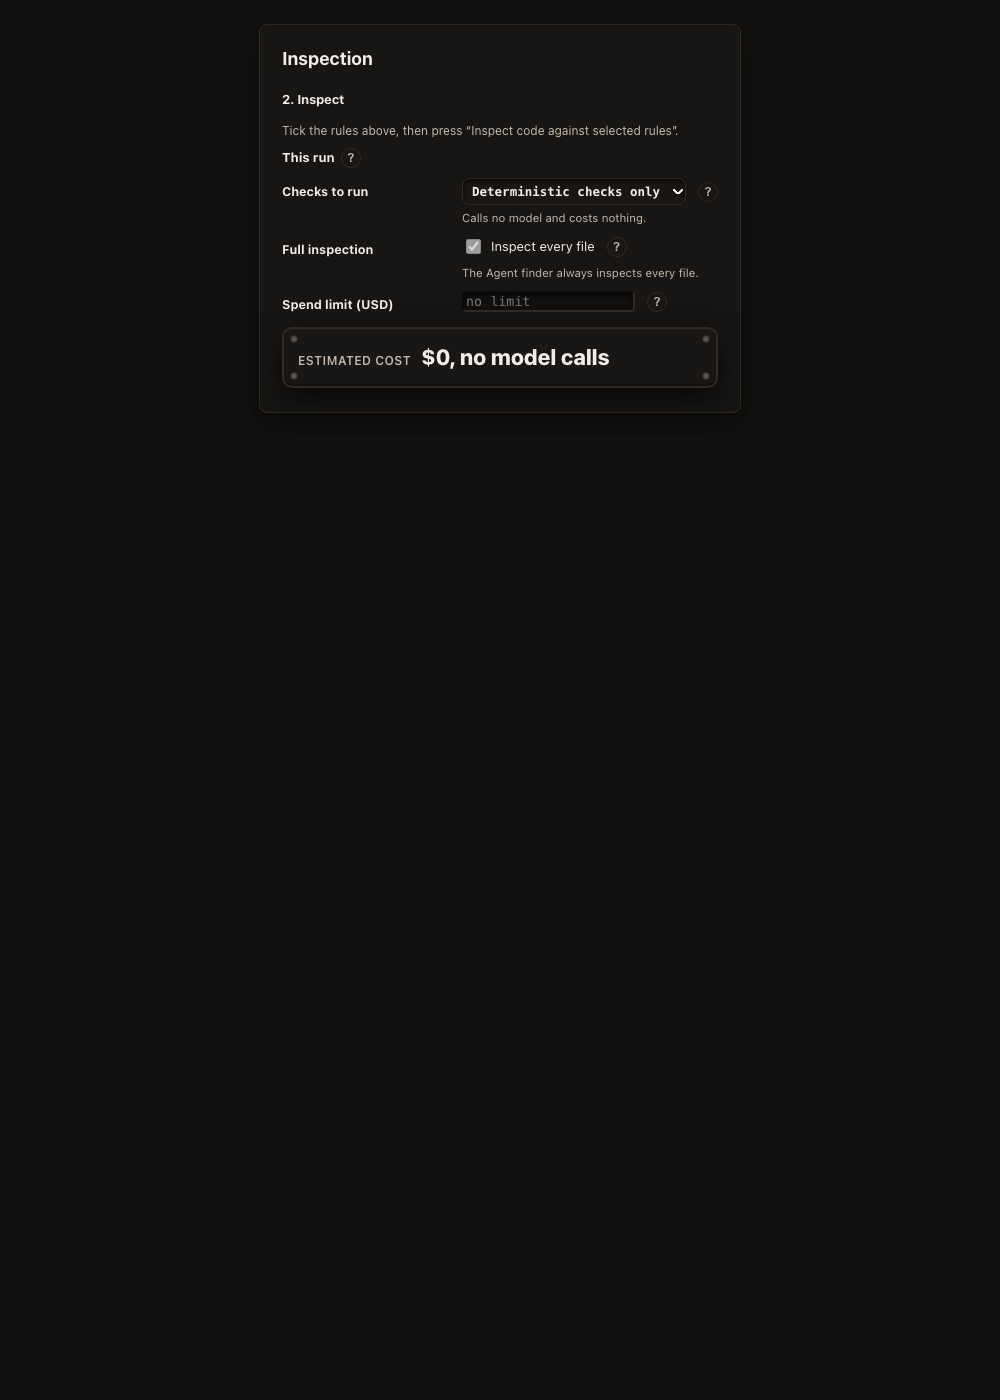 Inspection
2. Inspect
Tick the rules above, then press “Inspect code against selected rules”.
This run ?
Checks to run Deterministic checks only ?
Calls no model and costs nothing.
Full inspection Inspect every file ?
The Agent finder always inspects every file.
Spend limit (USD) no limit ?
ESTIMATED COST $0, no model calls